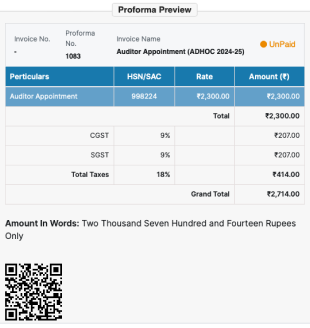 Proforma Preview
Invoice No. Proforma No. Invoice Name
- 1083 Auditor Appointment (ADHOC 2024-25) UnPaid
Particulars HSN/SAC Rate Amount (₹)
Auditor Appointment 998224 ₹2,300.00 ₹2,300.00
Total ₹2,300.00
CGST 9% ₹207.00
SGST 9% ₹207.00
Total Taxes 18% ₹414.00
Grand Total ₹2,714.00
Amount In Words: Two Thousand Seven Hundred and Fourteen Rupees
Only